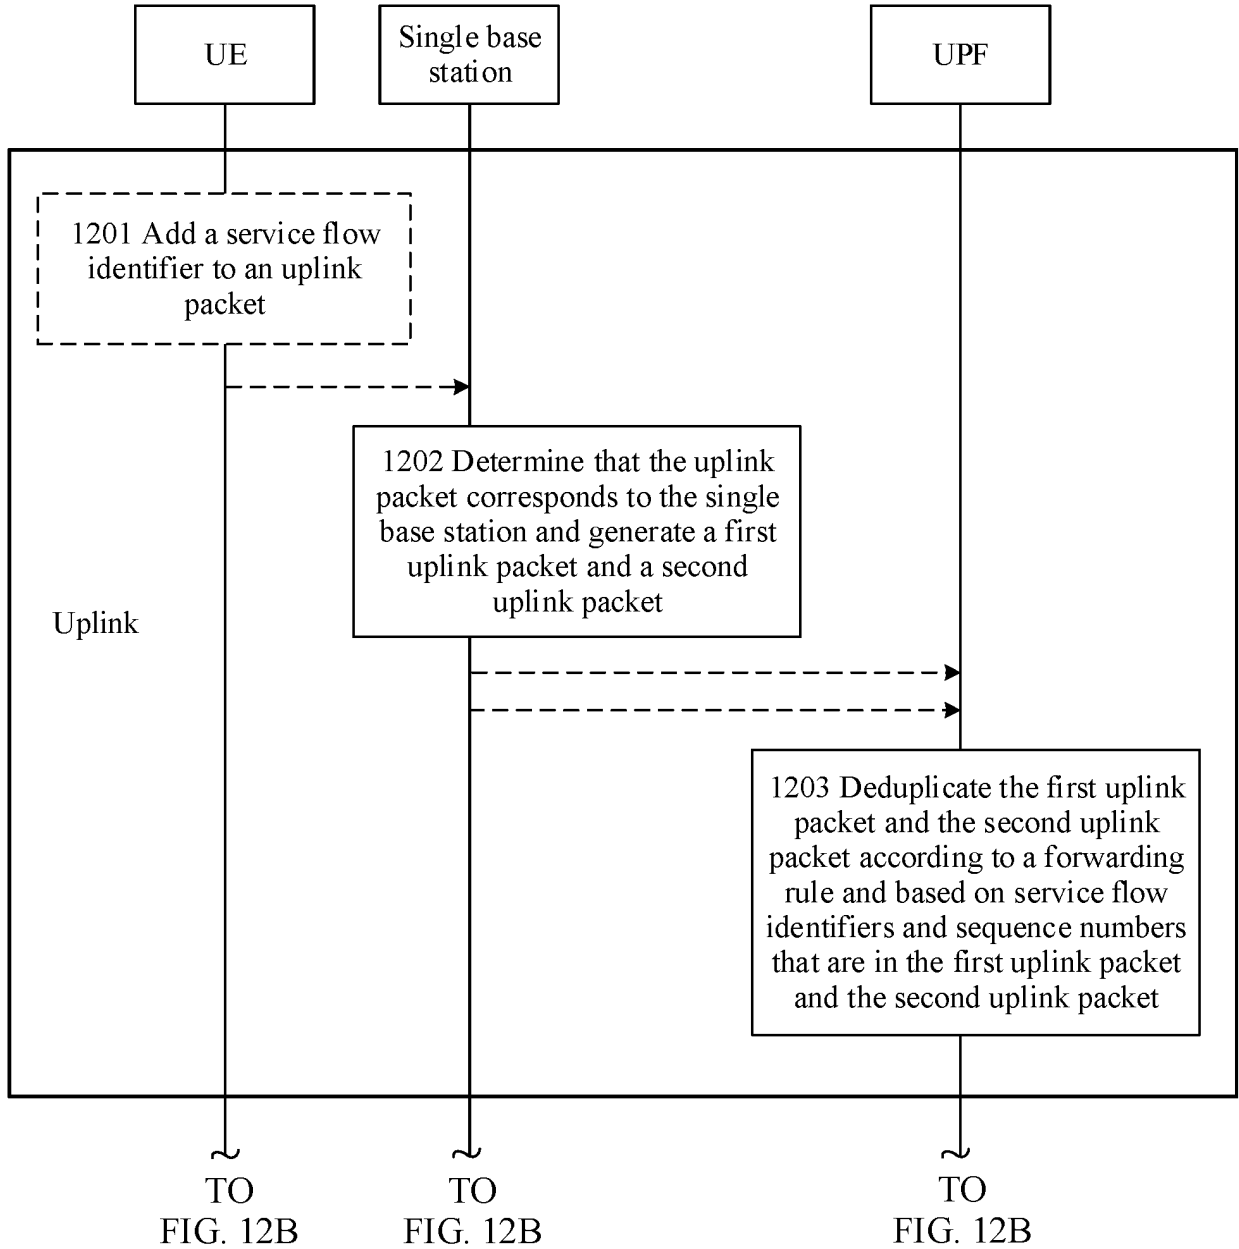 UE
Single base
station
UPF
1201 Add a service flow
identifier to an uplink
packet
1202 Determine that the uplink
packet corresponds to the single
base station and generate a first
uplink packet and a second
uplink packet
Uplink
1203 Deduplicate the first uplink
packet and the second uplink
packet according to a forwarding
rule and based on service flow
identifiers and sequence numbers
that are in the first uplink packet
and the second uplink packet
TO
FIG. 12B
TO
FIG. 12B
TO
FIG. 12B